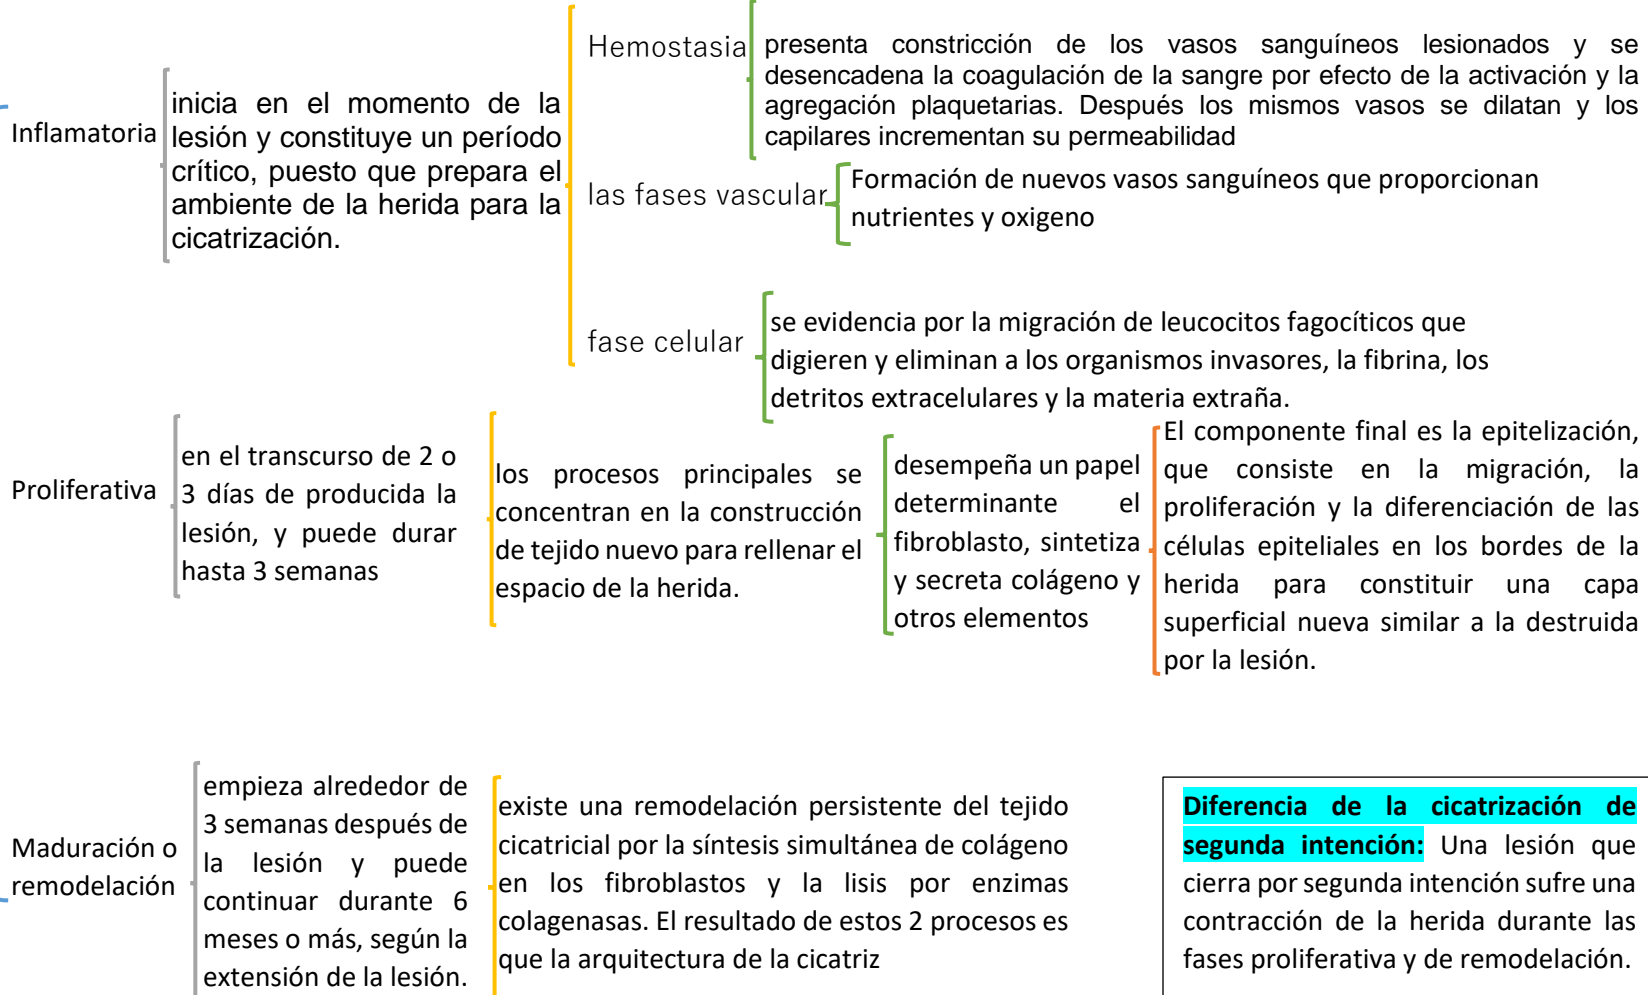 Inflamatoria
inicia en el momento de la
lesión y constituye un período
crítico, puesto que prepara el
ambiente de la herida para la
cicatrización.
Hemostasia
presenta constricción de los vasos sanguíneos lesionados y se
desencadena la coagulación de la sangre por efecto de la activación y la
agregación plaquetarias. Después los mismos vasos se dilatan y los
capilares incrementan su permeabilidad
las fases vascular
Formación de nuevos vasos sanguíneos que proporcionan
nutrientes y oxigeno
fase celular
se evidencia por la migración de leucocitos fagocíticos que
digieren y eliminan a los organismos invasores, la fibrina, los
detritos extracelulares y la materia extraña.
Proliferativa
en el transcurso de 2 o
3 días de producida la
lesión, y puede durar
hasta 3 semanas
los procesos principales se
concentran en la construcción
de tejido nuevo para rellenar el
espacio de la herida.
desempeña un papel
determinante el
fibroblasto, sintetiza
y secreta colágeno y
otros elementos
El componente final es la epitelización,
que consiste en la migración, la
proliferación y la diferenciación de las
células epiteliales en los bordes de la
herida para constituir una capa
superficial nueva similar a la destruida
por la lesión.
Maduración o
remodelación
empieza alrededor de
3 semanas después de
la lesión y puede
continuar durante 6
meses o más, según la
extensión de la lesión.
existe una remodelación persistente del tejido
cicatricial por la síntesis simultánea de colágeno
en los fibroblastos y la lisis por enzimas
colagenasas. El resultado de estos 2 procesos es
que la arquitectura de la cicatriz
Diferencia de la cicatrización de
segunda intención: Una lesión que
cierra por segunda intención sufre una
contracción de la herida durante las
fases proliferativa y de remodelación.